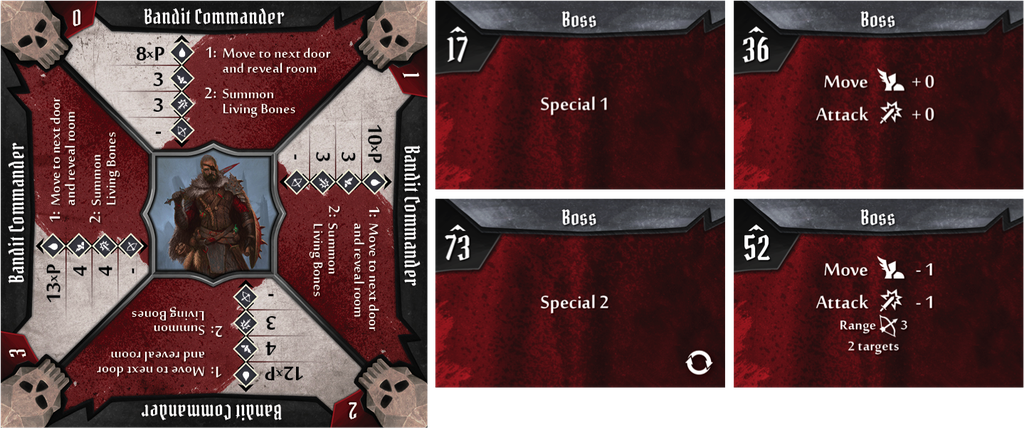 0
Bandit Commander
8xP
3
3
-
1: Move to next door
and reveal room
2: Summon
Living Bones
1
Bandit Commander
10xP
3
3
-
1: Move to next door
and reveal room
2: Summon
Living Bones
2
Bandit Commander
12xP
4
3
-
1: Move to next door
and reveal room
2: Summon
Living Bones
3
Bandit Commander
13xP
4
4
-
1: Move to next door
and reveal room
2: Summon
Living Bones
Boss
17
Special 1
Boss
36
Move + 0
Attack + 0
Boss
73
Special 2
Boss
52
Move - 1
Attack - 1
Range 3
2 targets